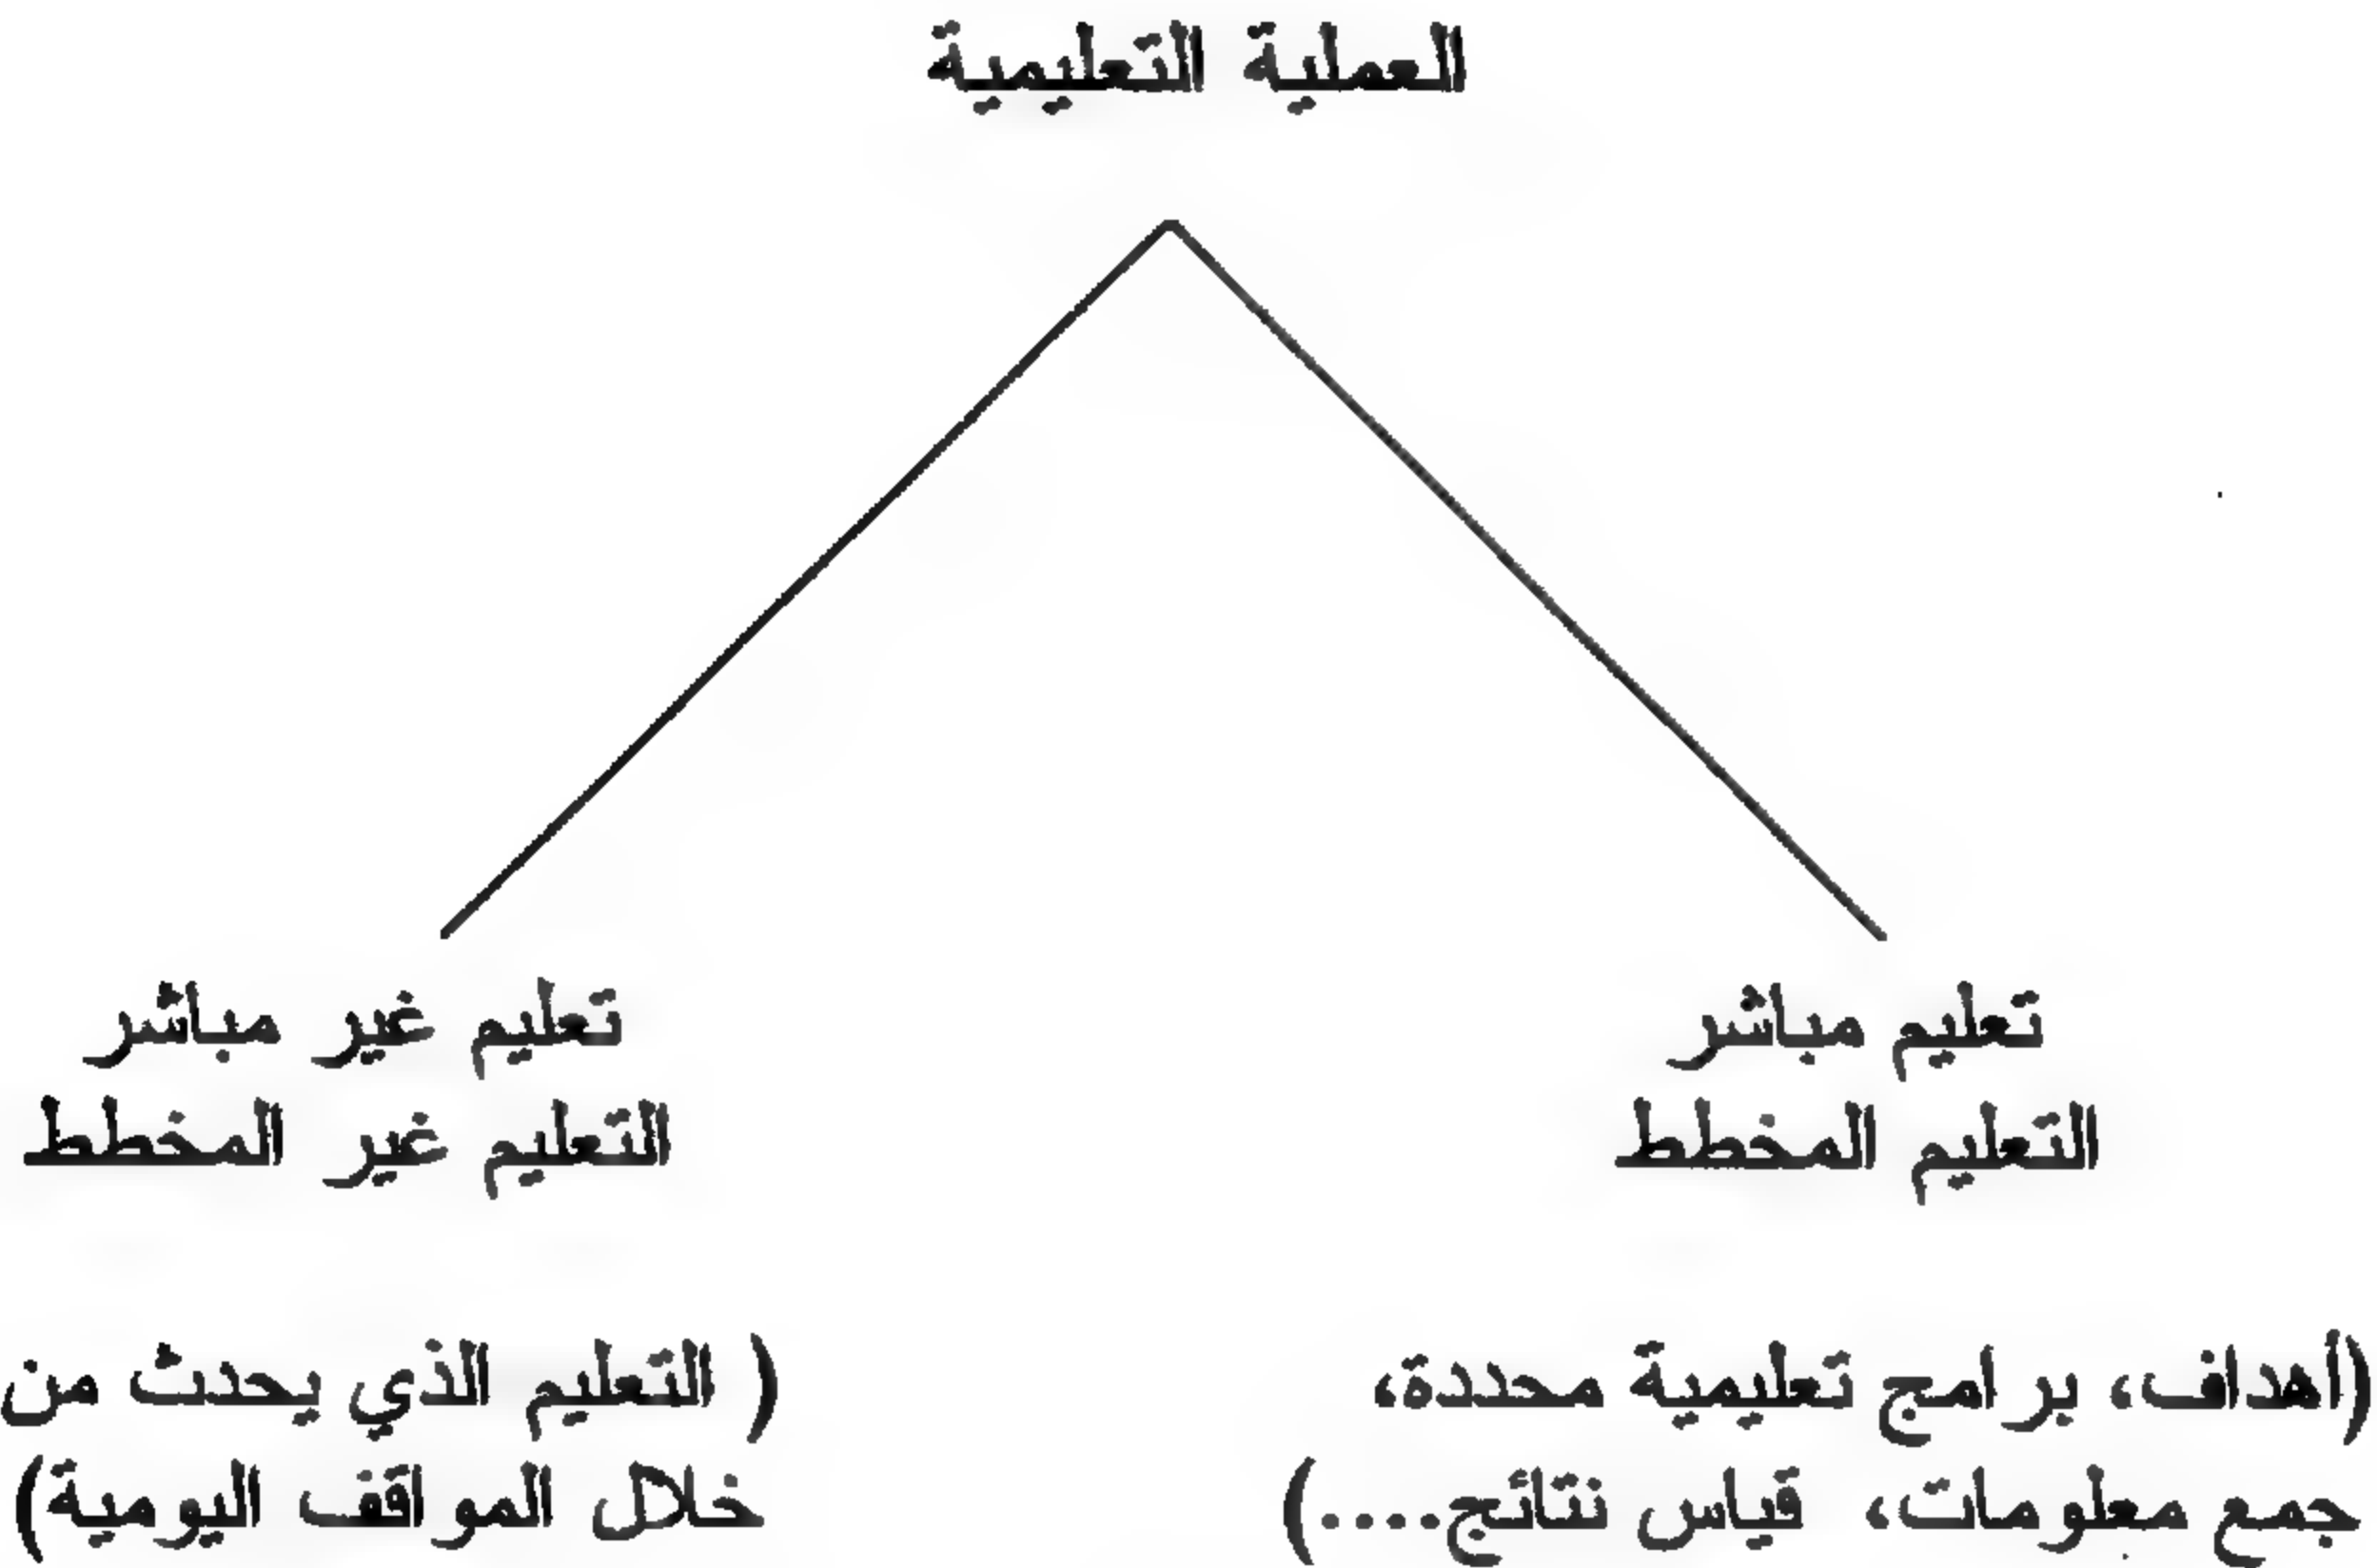 العملية التعليمية
تعليم مباشر
التعليم المخطط
(أهداف، برامج تعليمية محددة،
جمع معلومات، قياس نتائج....)
تعليم غير مباشر
التعليم غير المخطط
( التعليم الذي يحدث من
خلال المواقف اليومية)